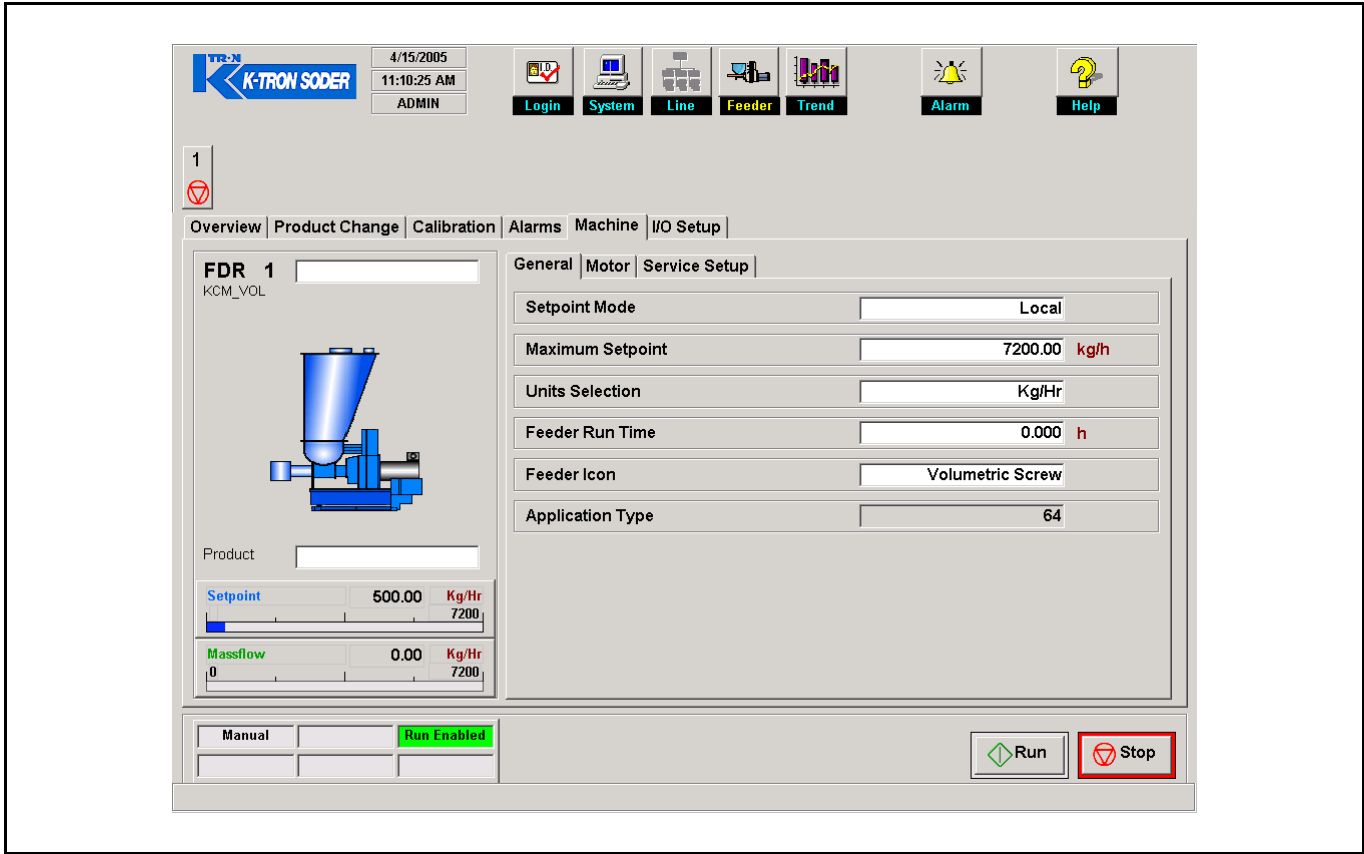 TR·N
K-TRON SODER
4/15/2005
11:10:25 AM
ADMIN
I.D
Login System Line Feeder Trend Alarm Help
1
Overview Product Change Calibration Alarms Machine I/O Setup
FDR 1
KCM_VOL
Product
Setpoint 500.00 Kg/Hr
7200
Massflow 0.00 Kg/Hr
0 7200
General Motor Service Setup
Setpoint Mode Local
Maximum Setpoint 7200.00 kg/h
Units Selection Kg/Hr
Feeder Run Time 0.000 h
Feeder Icon Volumetric Screw
Application Type 64
Manual Run Enabled
Run Stop